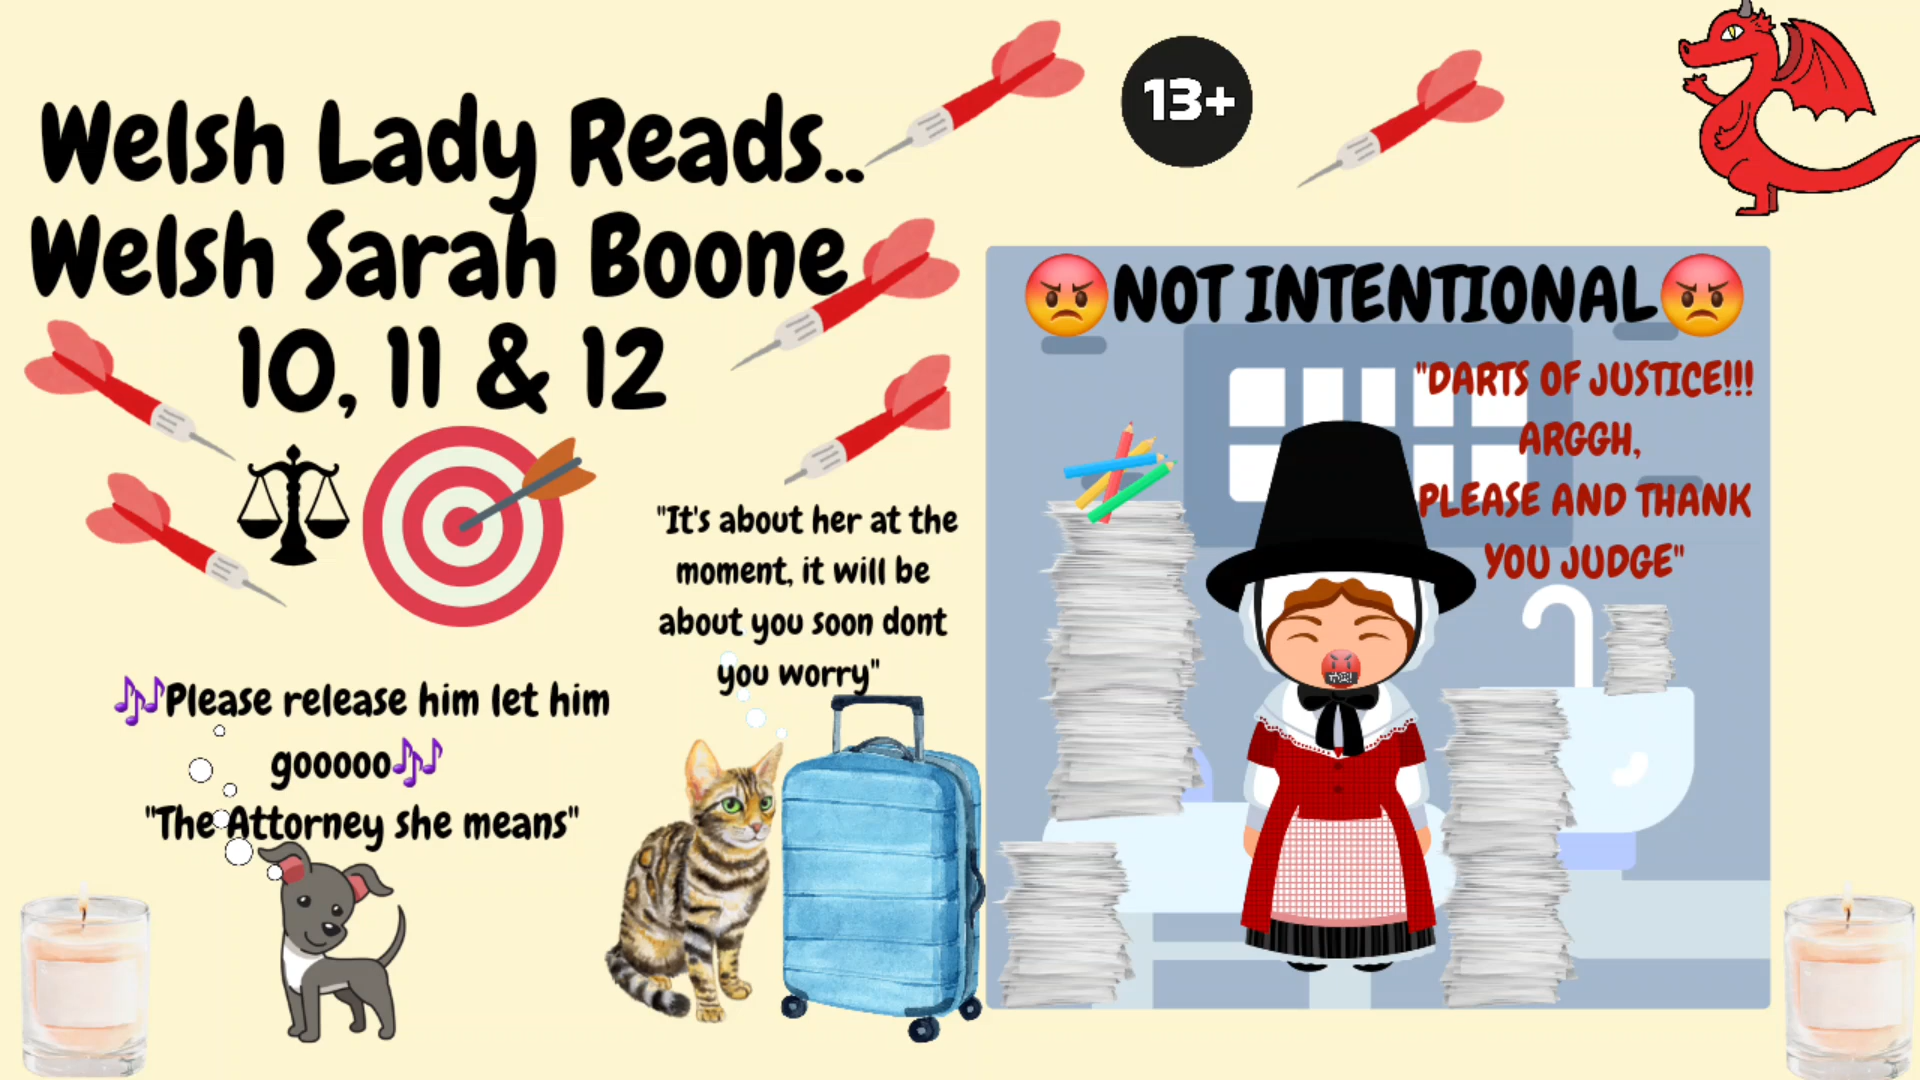 Welsh Lady Reads..
Welsh Sarah Boone
10, 11 & 12
13+
😡NOT INTENTIONAL😡
"DARTS OF JUSTICE!!!
ARGGH,
PLEASE AND THANK
YOU JUDGE"
"It's about her at the
moment, it will be
about you soon dont
you worry"
🎶Please release him let him
gooooo🎶
"The Attorney she means"